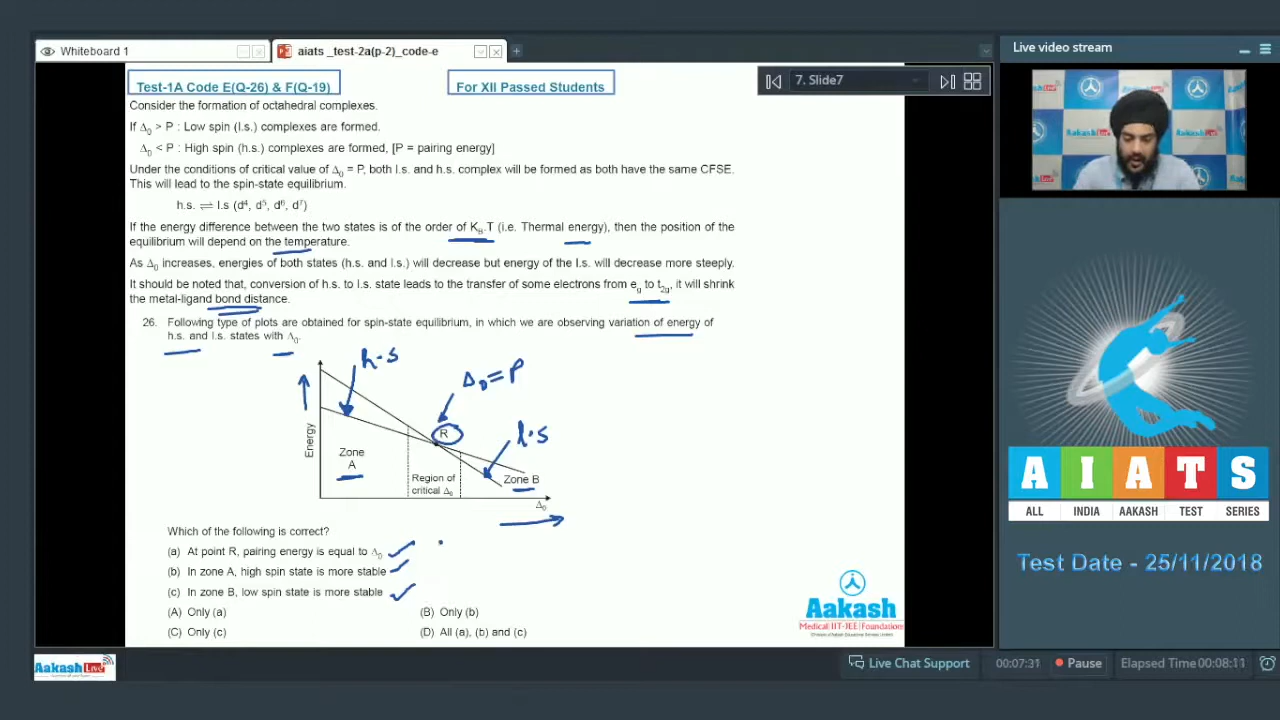 Whiteboard 1
aiats _test-2a(p-2)_code-e
Live video stream
Test-1A Code E(Q-26) & F(Q-19)
For XII Passed Students
7. Slide7
Consider the formation of octahedral complexes.
If Δ₀ > P : Low spin (l.s.) complexes are formed.
Δ₀ < P : High spin (h.s.) complexes are formed, [P = pairing energy]
Under the conditions of critical value of Δ₀ = P, both l.s. and h.s. complex will be formed as both have the same CFSE.
This will lead to the spin-state equilibrium.
h.s. ⇌ l.s (d⁴, d⁵, d⁶, d⁷)
If the energy difference between the two states is of the order of K_B·T (i.e. Thermal energy), then the position of the
equilibrium will depend on the temperature.
As Δ₀ increases, energies of both states (h.s. and l.s.) will decrease but energy of the l.s. will decrease more steeply.
It should be noted that, conversion of h.s. to l.s. state leads to the transfer of some electrons from e_g to t_2g, it will shrink
the metal-ligand bond distance.
26. Following type of plots are obtained for spin-state equilibrium, in which we are observing variation of energy of
h.s. and l.s. states with Δ₀.
h.s
Δ₀ = P
R
l.s
Energy
Zone
A
Region of
critical Δ₀
Zone B
Δ₀
Which of the following is correct?
(a) At point R, pairing energy is equal to Δ₀
(b) In zone A, high spin state is more stable
(c) In zone B, low spin state is more stable
(A) Only (a)
(B) Only (b)
(C) Only (c)
(D) All (a), (b) and (c)
Aakash
Medical|IIT-JEE|Foundations
AakashLive
AIATS
ALL INDIA AAKASH TEST SERIES
Test Date - 25/11/2018
Live Chat Support
00:07:31
Pause
Elapsed Time 00:08:11